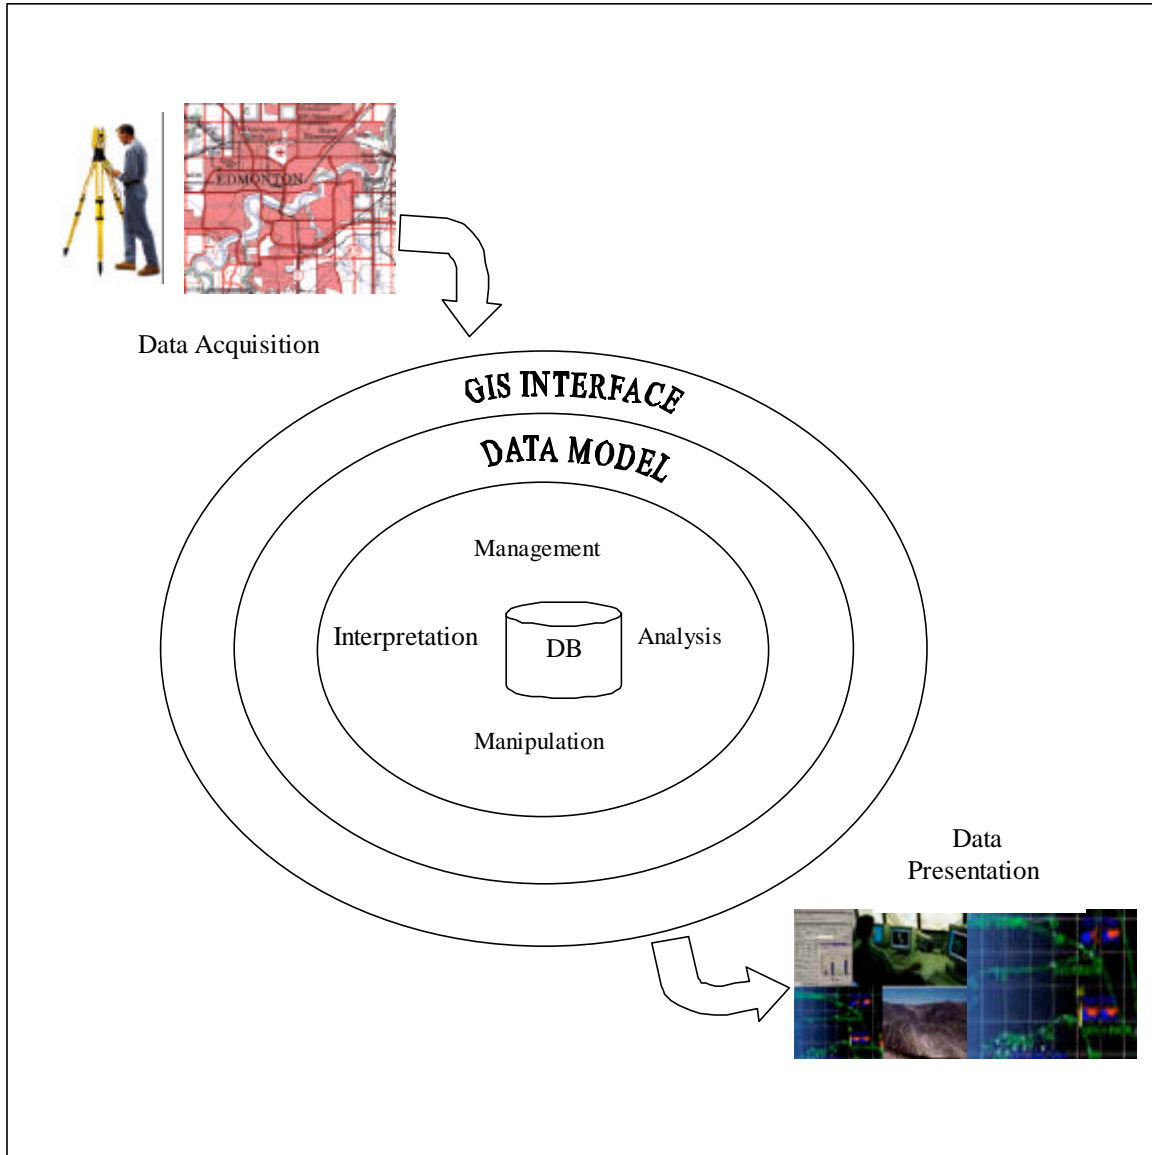 EDMONTON
Data Acquisition
GIS INTERFACE
DATA MODEL
Management
Interpretation
DB
Analysis
Manipulation
Data
Presentation